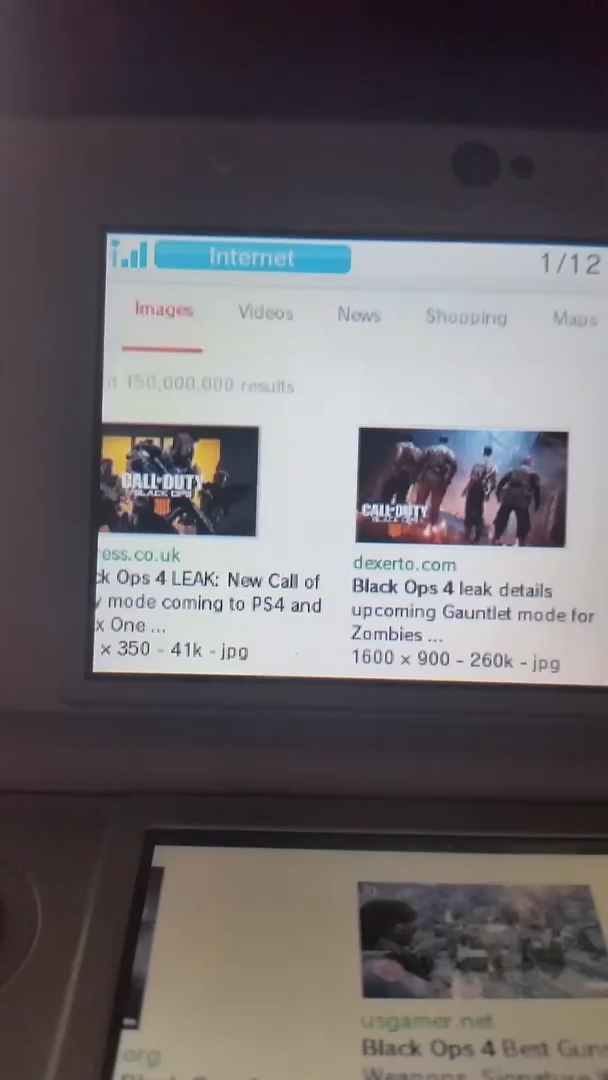 Internet
1/12
Images Videos News Shopping Maps
150,000,000 results
CALL OF DUTY
BLACK OPS
CALL OF DUTY
BLACK OPS
ess.co.uk
ck Ops 4 LEAK: New Call of
y mode coming to PS4 and
x One ...
x 350 - 41k - jpg
dexerto.com
Black Ops 4 leak details
upcoming Gauntlet mode for
Zombies ...
1600 x 900 - 260k - jpg
usgamer.net
Black Ops 4 Best Guns
org